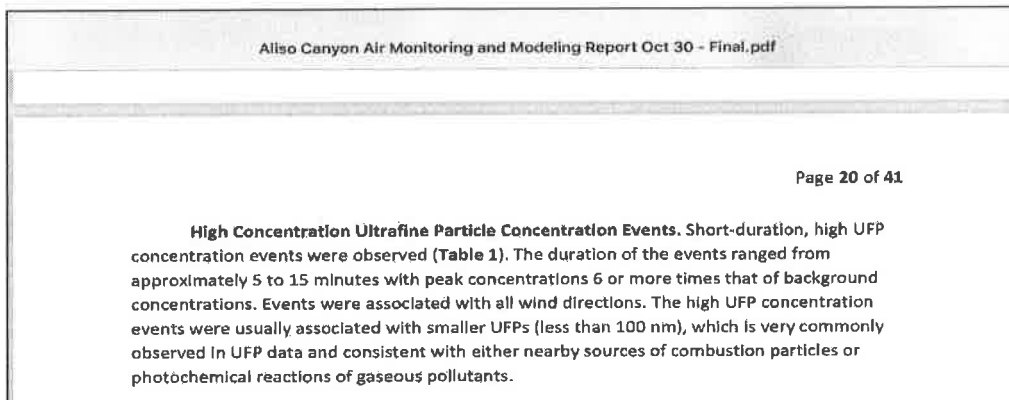 Aliso Canyon Air Monitoring and Modeling Report Oct 30 - Final.pdf
Page 20 of 41
High Concentration Ultrafine Particle Concentration Events. Short-duration, high UFP
concentration events were observed (Table 1). The duration of the events ranged from
approximately 5 to 15 minutes with peak concentrations 6 or more times that of background
concentrations. Events were associated with all wind directions. The high UFP concentration
events were usually associated with smaller UFPs (less than 100 nm), which is very commonly
observed in UFP data and consistent with either nearby sources of combustion particles or
photochemical reactions of gaseous pollutants.